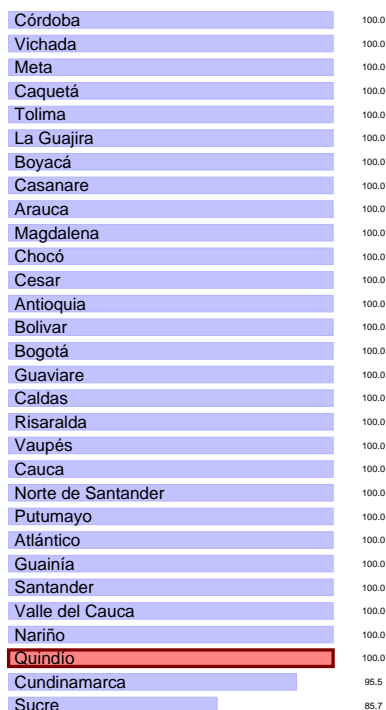 Córdoba 100.0
Vichada 100.0
Meta 100.0
Caquetá 100.0
Tolima 100.0
La Guajira 100.0
Boyacá 100.0
Casanare 100.0
Arauca 100.0
Magdalena 100.0
Chocó 100.0
Cesar 100.0
Antioquia 100.0
Bolivar 100.0
Bogotá 100.0
Guaviare 100.0
Caldas 100.0
Risaralda 100.0
Vaupés 100.0
Cauca 100.0
Norte de Santander 100.0
Putumayo 100.0
Atlántico 100.0
Guainía 100.0
Santander 100.0
Valle del Cauca 100.0
Nariño 100.0
Quindío 100.0
Cundinamarca 95.5
Sucre 85.7